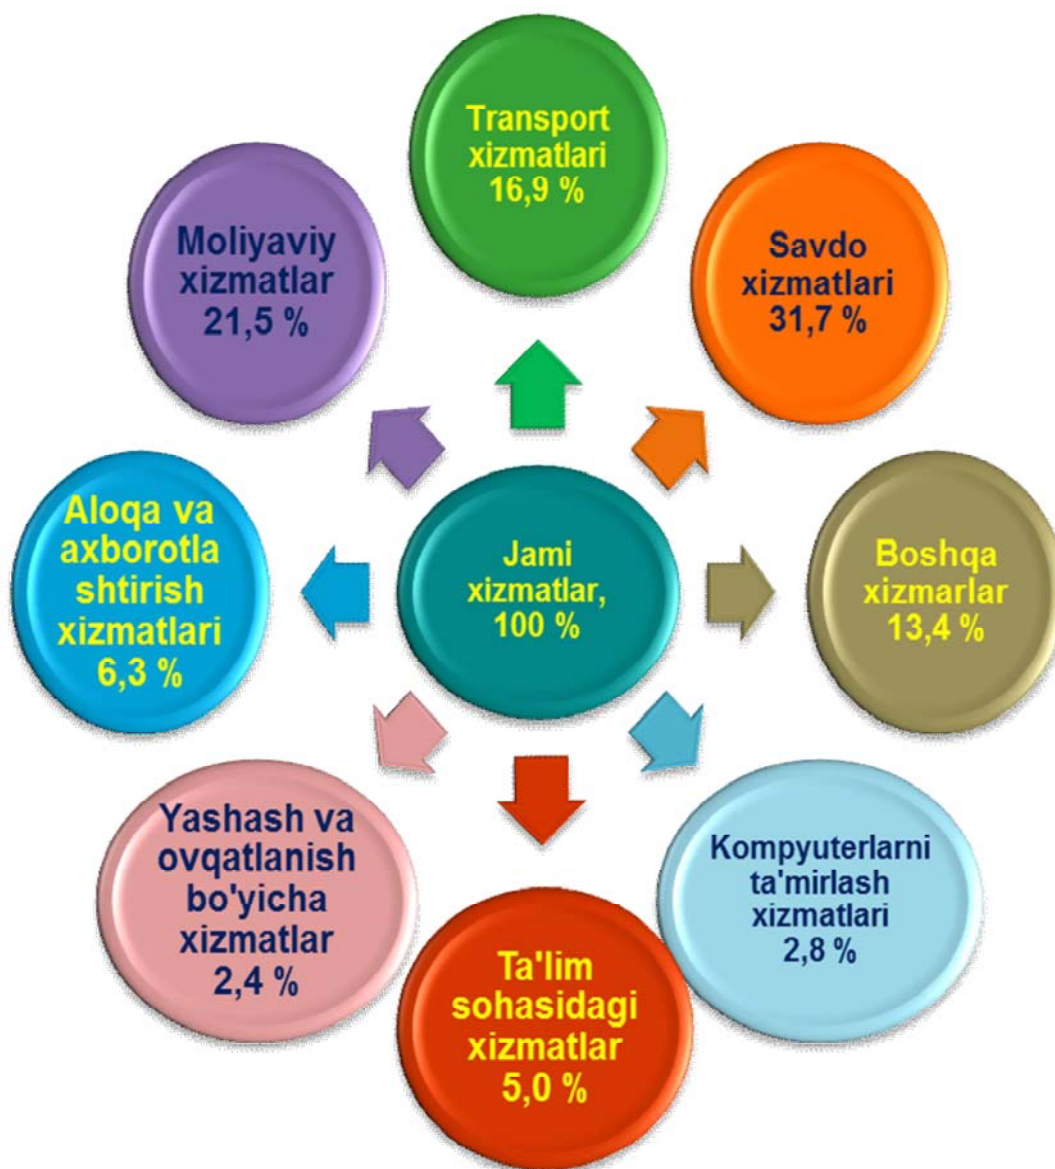 Transport
xizmatlari
16,9 %
Moliyaviy
xizmatlar
21,5 %
Savdo
xizmatlari
31,7 %
Aloqa va
axborotla
shtirish
xizmatlari
6,3 %
Jami
xizmatlar,
100 %
Boshqa
xizmarlar
13,4 %
Yashash va
ovqatlanish
bo'yicha
xizmatlar
2,4 %
Kompyuterlarni
ta'mirlash
xizmatlari
2,8 %
Ta'lim
sohasidagi
xizmatlar
5,0 %